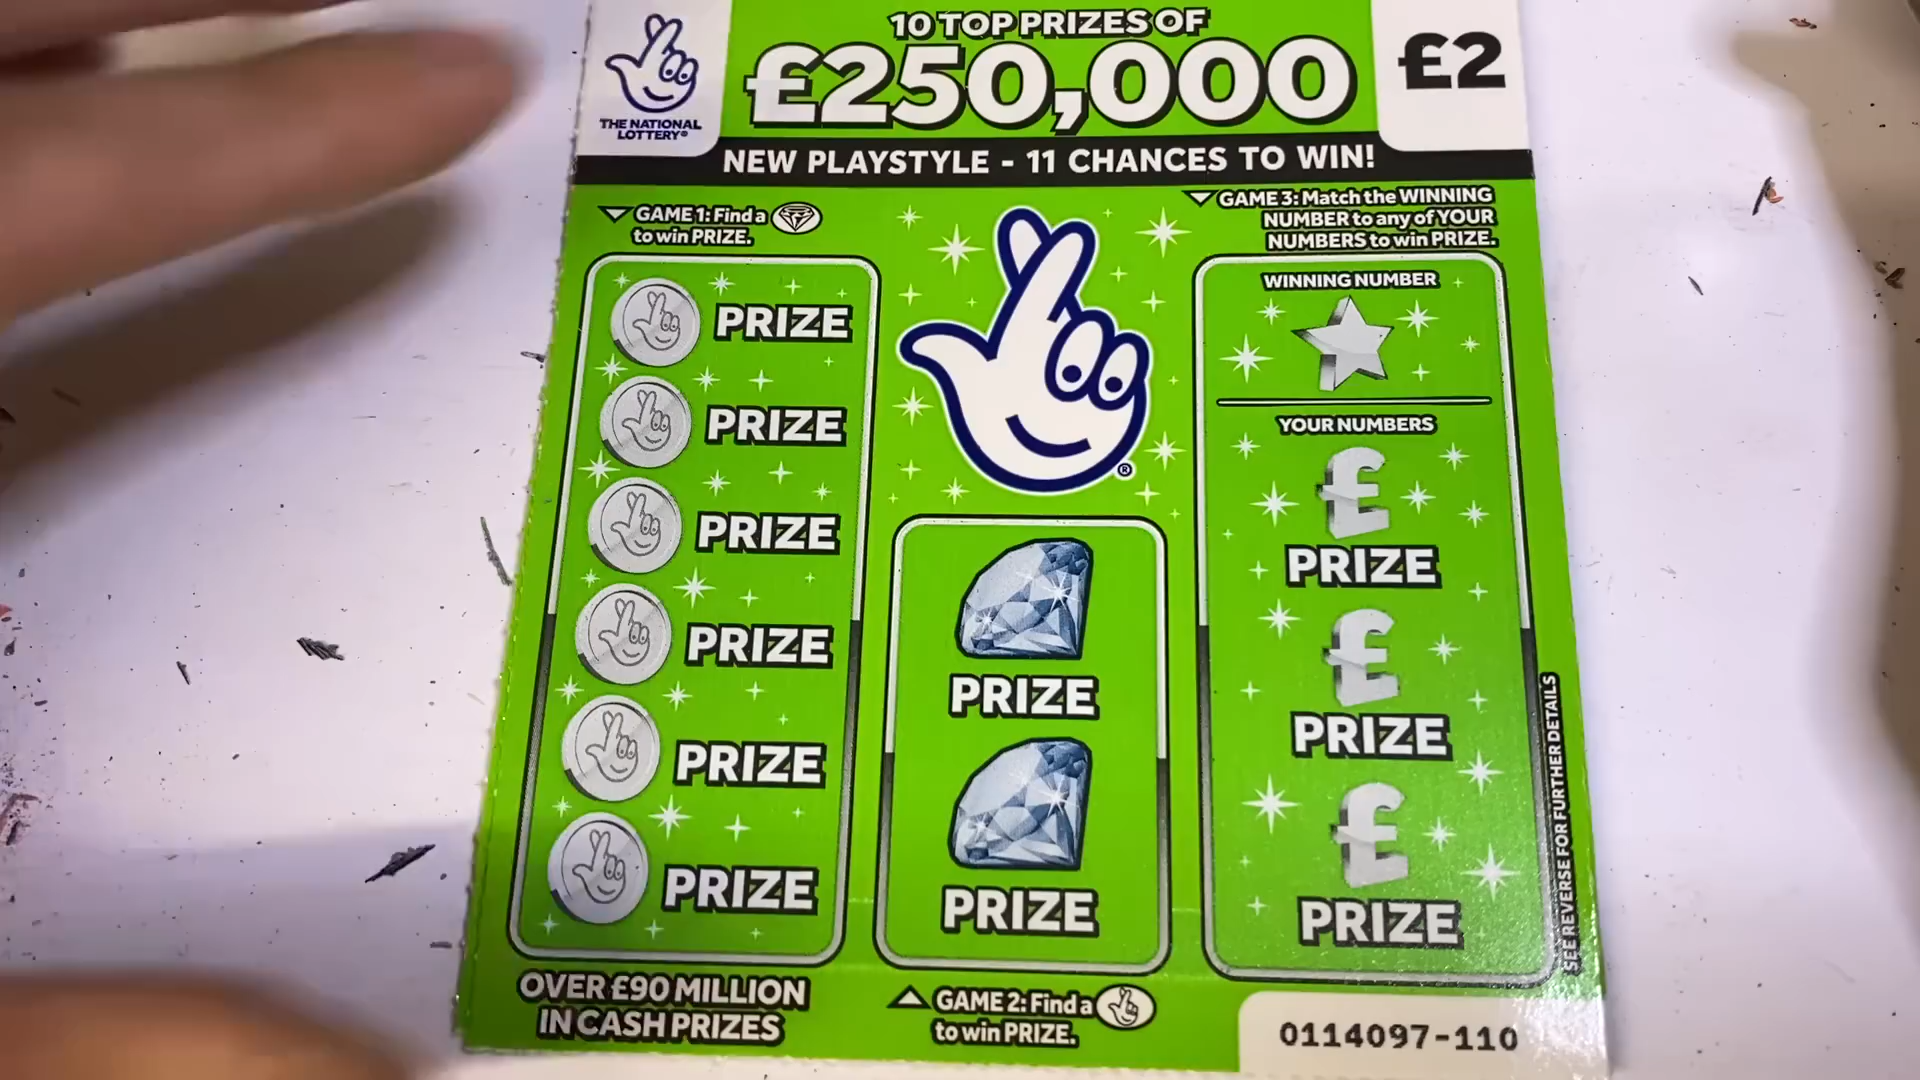 10 TOP PRIZES OF
£250,000
£2
THE NATIONAL
LOTTERY®
NEW PLAYSTYLE - 11 CHANCES TO WIN!
GAME 1: Find a
to win PRIZE.
PRIZE
PRIZE
PRIZE
PRIZE
PRIZE
PRIZE
OVER £90 MILLION
IN CASH PRIZES
®
PRIZE
PRIZE
GAME 2: Find a
to win PRIZE.
GAME 3: Match the WINNING
NUMBER to any of YOUR
NUMBERS to win PRIZE.
WINNING NUMBER
YOUR NUMBERS
£
PRIZE
£
PRIZE
£
PRIZE
SEE REVERSE FOR FURTHER DETAILS
0114097-110